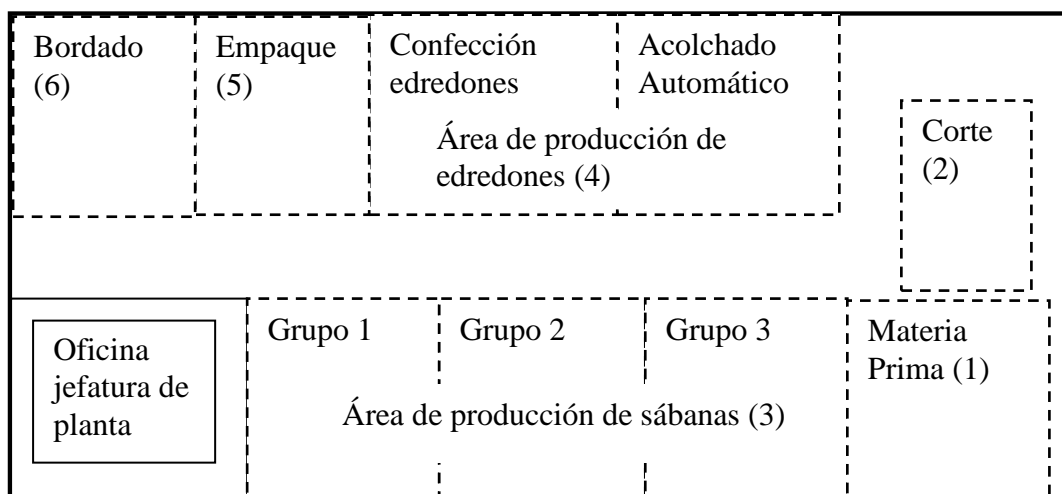 Bordado
(6)
Empaque
(5)
Confección
edredones
Acolchado
Automático
Área de producción de
edredones (4)
Corte
(2)
Oficina
jefatura de
planta
Grupo 1
Grupo 2
Grupo 3
Área de producción de sábanas (3)
Materia
Prima (1)